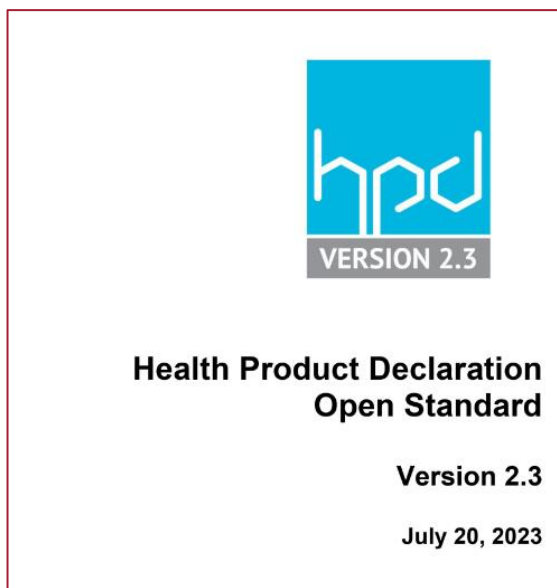 hpd
VERSION 2.3
Health Product Declaration
Open Standard
Version 2.3
July 20, 2023